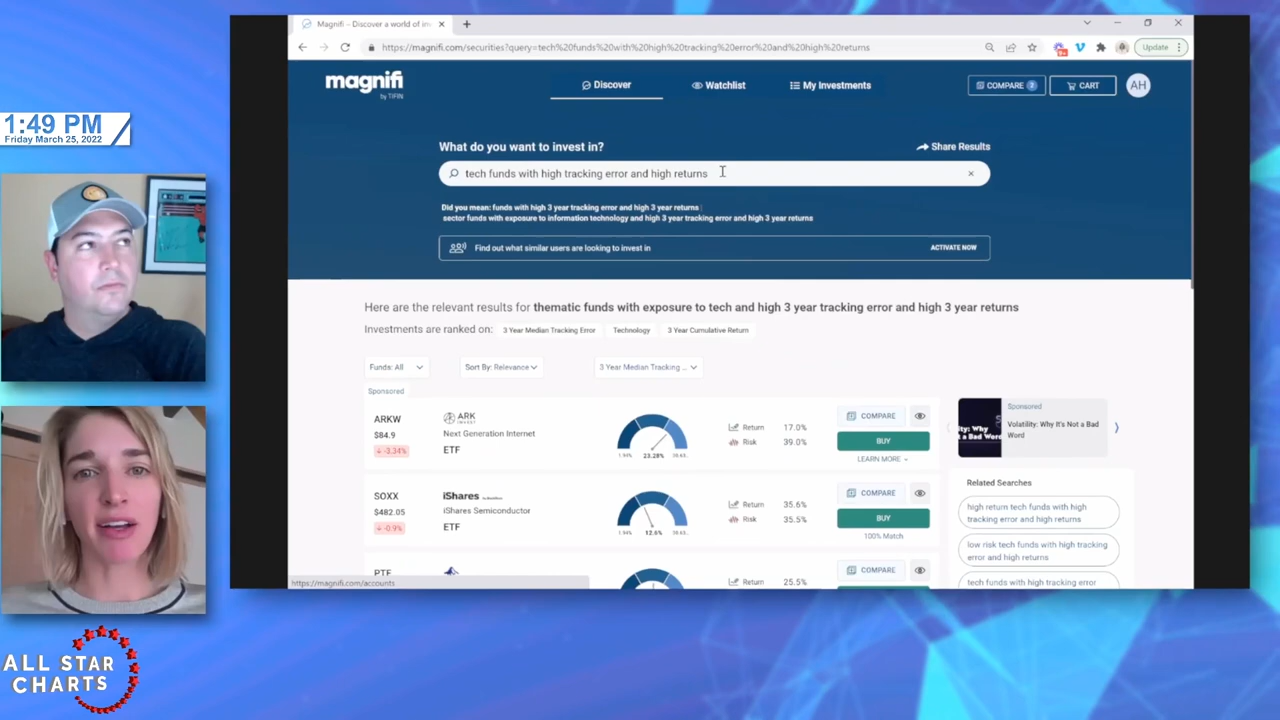 Magnifi - Discover a world of in
https://magnifi.com/securities?query=tech%20funds%20with%20high%20tracking%20error%20and%20high%20returns
Update
magnifi
by TIFIN
Discover
Watchlist
My Investments
COMPARE 2
CART
AH
1:49 PM
Friday March 25, 2022
What do you want to invest in?
Share Results
tech funds with high tracking error and high returns
Did you mean: funds with high 3 year tracking error and high 3 year returns |
sector funds with exposure to information technology and high 3 year tracking error and high 3 year returns
Find out what similar users are looking to invest in
ACTIVATE NOW
Here are the relevant results for thematic funds with exposure to tech and high 3 year tracking error and high 3 year returns
Investments are ranked on: 3 Year Median Tracking Error Technology 3 Year Cumulative Return
Funds: All
Sort By: Relevance
3 Year Median Tracking ...
Sponsored
ARKW
$84.9
-3.34%
ARK
INVEST
Next Generation Internet
ETF
23.28%
Return 17.0%
Risk 39.0%
COMPARE
BUY
LEARN MORE
Sponsored
Volatility: Why It's Not a Bad
Word
ty: Why
t a Bad
Word
SOXX
$482.05
-0.9%
iShares
iShares Semiconductor
ETF
12.6%
Return 35.6%
Risk 35.5%
COMPARE
BUY
100% Match
Related Searches
high return tech funds with high
tracking error and high returns
low risk tech funds with high tracking
error and high returns
tech funds with high tracking error
PTF
Return 25.5%
COMPARE
https://magnifi.com/accounts
ALL STAR
CHARTS